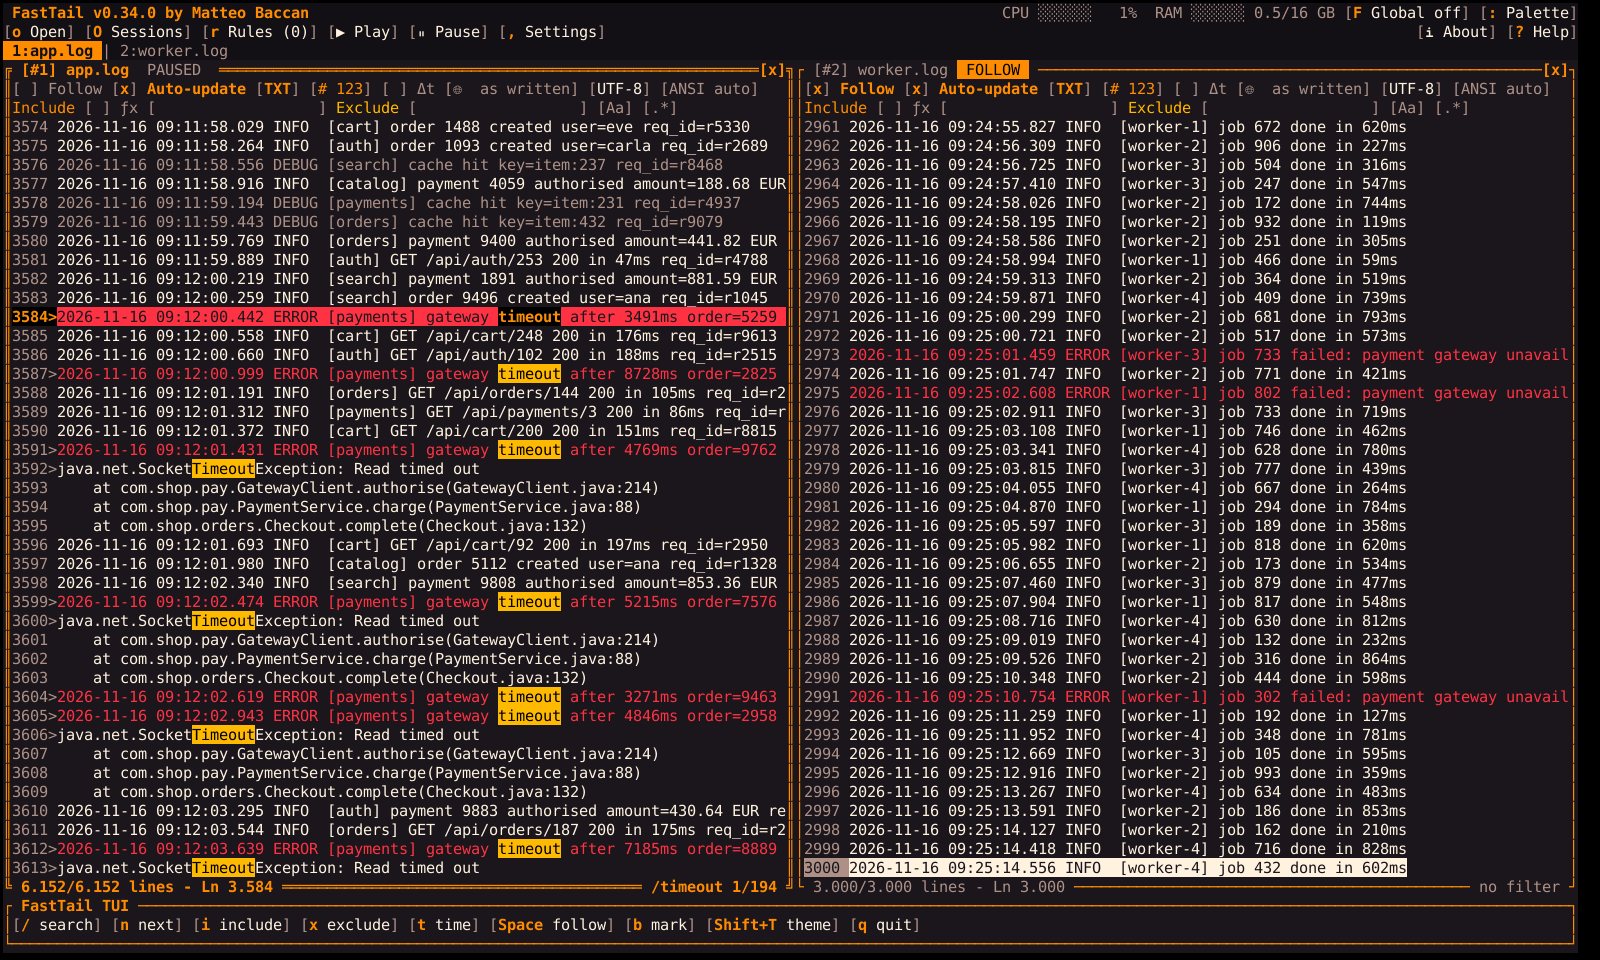 FastTail v0.34.0 by Matteo Baccan CPU 1% RAM 0.5/16 GB [F Global off] [: Palette]
[o Open] [O Sessions] [r Rules (0)] [▶ Play] [⏸ Pause] [, Settings] [i About] [? Help]
1:app.log | 2:worker.log
[#1] app.log PAUSED [x]
[ ] Follow [x] Auto-update [TXT] [# 123] [ ] Δt [⊕ as written] [UTF-8] [ANSI auto]
Include [ ] ƒx [ ] Exclude [ ] [Aa] [.*]
3574 2026-11-16 09:11:58.029 INFO [cart] order 1488 created user=eve req_id=r5330
3575 2026-11-16 09:11:58.264 INFO [auth] order 1093 created user=carla req_id=r2689
3576 2026-11-16 09:11:58.556 DEBUG [search] cache hit key=item:237 req_id=r8468
3577 2026-11-16 09:11:58.916 INFO [catalog] payment 4059 authorised amount=188.68 EUR
3578 2026-11-16 09:11:59.194 DEBUG [payments] cache hit key=item:231 req_id=r4937
3579 2026-11-16 09:11:59.443 DEBUG [orders] cache hit key=item:432 req_id=r9079
3580 2026-11-16 09:11:59.769 INFO [orders] payment 9400 authorised amount=441.82 EUR
3581 2026-11-16 09:11:59.889 INFO [auth] GET /api/auth/253 200 in 47ms req_id=r4788
3582 2026-11-16 09:12:00.219 INFO [search] payment 1891 authorised amount=881.59 EUR
3583 2026-11-16 09:12:00.259 INFO [search] order 9496 created user=ana req_id=r1045
3584>2026-11-16 09:12:00.442 ERROR [payments] gateway timeout after 3491ms order=5259
3585 2026-11-16 09:12:00.558 INFO [cart] GET /api/cart/248 200 in 176ms req_id=r9613
3586 2026-11-16 09:12:00.660 INFO [auth] GET /api/auth/102 200 in 188ms req_id=r2515
3587>2026-11-16 09:12:00.999 ERROR [payments] gateway timeout after 8728ms order=2825
3588 2026-11-16 09:12:01.191 INFO [orders] GET /api/orders/144 200 in 105ms req_id=r2
3589 2026-11-16 09:12:01.312 INFO [payments] GET /api/payments/3 200 in 86ms req_id=r
3590 2026-11-16 09:12:01.372 INFO [cart] GET /api/cart/200 200 in 151ms req_id=r8815
3591>2026-11-16 09:12:01.431 ERROR [payments] gateway timeout after 4769ms order=9762
3592>java.net.SocketTimeoutException: Read timed out
3593 at com.shop.pay.GatewayClient.authorise(GatewayClient.java:214)
3594 at com.shop.pay.PaymentService.charge(PaymentService.java:88)
3595 at com.shop.orders.Checkout.complete(Checkout.java:132)
3596 2026-11-16 09:12:01.693 INFO [cart] GET /api/cart/92 200 in 197ms req_id=r2950
3597 2026-11-16 09:12:01.980 INFO [catalog] order 5112 created user=ana req_id=r1328
3598 2026-11-16 09:12:02.340 INFO [search] payment 9808 authorised amount=853.36 EUR
3599>2026-11-16 09:12:02.474 ERROR [payments] gateway timeout after 5215ms order=7576
3600>java.net.SocketTimeoutException: Read timed out
3601 at com.shop.pay.GatewayClient.authorise(GatewayClient.java:214)
3602 at com.shop.pay.PaymentService.charge(PaymentService.java:88)
3603 at com.shop.orders.Checkout.complete(Checkout.java:132)
3604>2026-11-16 09:12:02.619 ERROR [payments] gateway timeout after 3271ms order=9463
3605>2026-11-16 09:12:02.943 ERROR [payments] gateway timeout after 4846ms order=2958
3606>java.net.SocketTimeoutException: Read timed out
3607 at com.shop.pay.GatewayClient.authorise(GatewayClient.java:214)
3608 at com.shop.pay.PaymentService.charge(PaymentService.java:88)
3609 at com.shop.orders.Checkout.complete(Checkout.java:132)
3610 2026-11-16 09:12:03.295 INFO [auth] payment 9883 authorised amount=430.64 EUR re
3611 2026-11-16 09:12:03.544 INFO [orders] GET /api/orders/187 200 in 175ms req_id=r2
3612>2026-11-16 09:12:03.639 ERROR [payments] gateway timeout after 7185ms order=8889
3613>java.net.SocketTimeoutException: Read timed out
6.152/6.152 lines - Ln 3.584 /timeout 1/194
[#2] worker.log FOLLOW [x]
[x] Follow [x] Auto-update [TXT] [# 123] [ ] Δt [⊕ as written] [UTF-8] [ANSI auto]
Include [ ] ƒx [ ] Exclude [ ] [Aa] [.*]
2961 2026-11-16 09:24:55.827 INFO [worker-1] job 672 done in 620ms
2962 2026-11-16 09:24:56.309 INFO [worker-2] job 906 done in 227ms
2963 2026-11-16 09:24:56.725 INFO [worker-3] job 504 done in 316ms
2964 2026-11-16 09:24:57.410 INFO [worker-3] job 247 done in 547ms
2965 2026-11-16 09:24:58.026 INFO [worker-2] job 172 done in 744ms
2966 2026-11-16 09:24:58.195 INFO [worker-2] job 932 done in 119ms
2967 2026-11-16 09:24:58.586 INFO [worker-2] job 251 done in 305ms
2968 2026-11-16 09:24:58.994 INFO [worker-1] job 466 done in 59ms
2969 2026-11-16 09:24:59.313 INFO [worker-2] job 364 done in 519ms
2970 2026-11-16 09:24:59.871 INFO [worker-4] job 409 done in 739ms
2971 2026-11-16 09:25:00.299 INFO [worker-2] job 681 done in 793ms
2972 2026-11-16 09:25:00.721 INFO [worker-2] job 517 done in 573ms
2973 2026-11-16 09:25:01.459 ERROR [worker-3] job 733 failed: payment gateway unavail
2974 2026-11-16 09:25:01.747 INFO [worker-2] job 771 done in 421ms
2975 2026-11-16 09:25:02.608 ERROR [worker-1] job 802 failed: payment gateway unavail
2976 2026-11-16 09:25:02.911 INFO [worker-3] job 733 done in 719ms
2977 2026-11-16 09:25:03.108 INFO [worker-1] job 746 done in 462ms
2978 2026-11-16 09:25:03.341 INFO [worker-4] job 628 done in 780ms
2979 2026-11-16 09:25:03.815 INFO [worker-3] job 777 done in 439ms
2980 2026-11-16 09:25:04.055 INFO [worker-4] job 667 done in 264ms
2981 2026-11-16 09:25:04.870 INFO [worker-1] job 294 done in 784ms
2982 2026-11-16 09:25:05.597 INFO [worker-3] job 189 done in 358ms
2983 2026-11-16 09:25:05.982 INFO [worker-1] job 818 done in 620ms
2984 2026-11-16 09:25:06.655 INFO [worker-2] job 173 done in 534ms
2985 2026-11-16 09:25:07.460 INFO [worker-3] job 879 done in 477ms
2986 2026-11-16 09:25:07.904 INFO [worker-1] job 817 done in 548ms
2987 2026-11-16 09:25:08.716 INFO [worker-4] job 630 done in 812ms
2988 2026-11-16 09:25:09.019 INFO [worker-4] job 132 done in 232ms
2989 2026-11-16 09:25:09.526 INFO [worker-2] job 316 done in 864ms
2990 2026-11-16 09:25:10.348 INFO [worker-2] job 444 done in 598ms
2991 2026-11-16 09:25:10.754 ERROR [worker-1] job 302 failed: payment gateway unavail
2992 2026-11-16 09:25:11.259 INFO [worker-1] job 192 done in 127ms
2993 2026-11-16 09:25:11.952 INFO [worker-4] job 348 done in 781ms
2994 2026-11-16 09:25:12.669 INFO [worker-3] job 105 done in 595ms
2995 2026-11-16 09:25:12.916 INFO [worker-2] job 993 done in 359ms
2996 2026-11-16 09:25:13.267 INFO [worker-4] job 634 done in 483ms
2997 2026-11-16 09:25:13.591 INFO [worker-2] job 186 done in 853ms
2998 2026-11-16 09:25:14.127 INFO [worker-2] job 162 done in 210ms
2999 2026-11-16 09:25:14.418 INFO [worker-4] job 716 done in 828ms
3000 2026-11-16 09:25:14.556 INFO [worker-4] job 432 done in 602ms
3.000/3.000 lines - Ln 3.000 no filter
FastTail TUI
[/ search] [n next] [i include] [x exclude] [t time] [Space follow] [b mark] [Shift+T theme] [q quit]